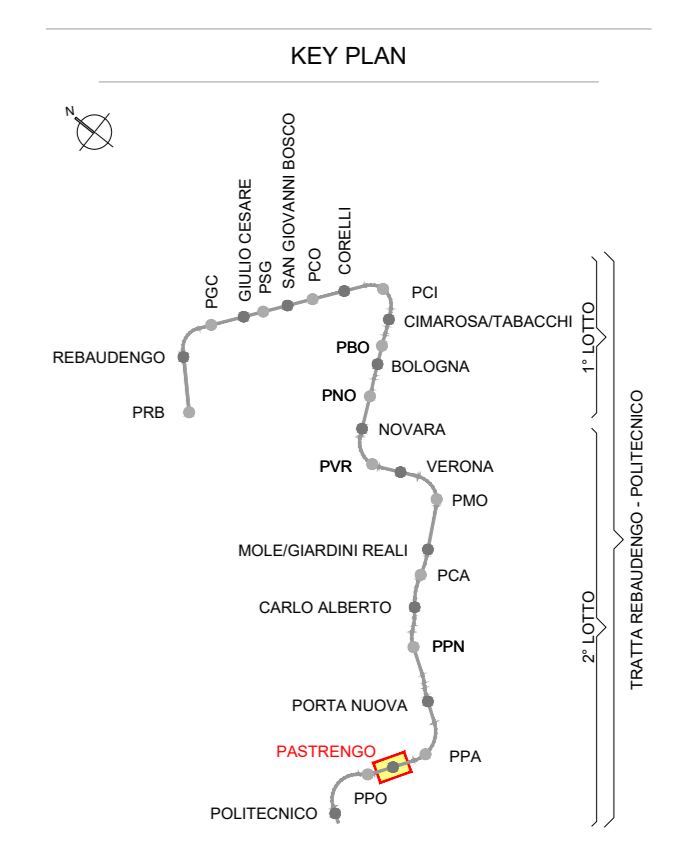 KEY PLAN
N
PGC
GIULIO CESARE
PSG
SAN GIOVANNI BOSCO
PCO
CORELLI
PCI
CIMAROSA/TABACCHI
PBO
REBAUDENGO
BOLOGNA
PNO
PRB
NOVARA
PVR
VERONA
PMO
MOLE/GIARDINI REALI
PCA
CARLO ALBERTO
PPN
PORTA NUOVA
PASTRENGO
PPA
PPO
POLITECNICO
1° LOTTO
2° LOTTO
TRATTA REBAUDENGO - POLITECNICO